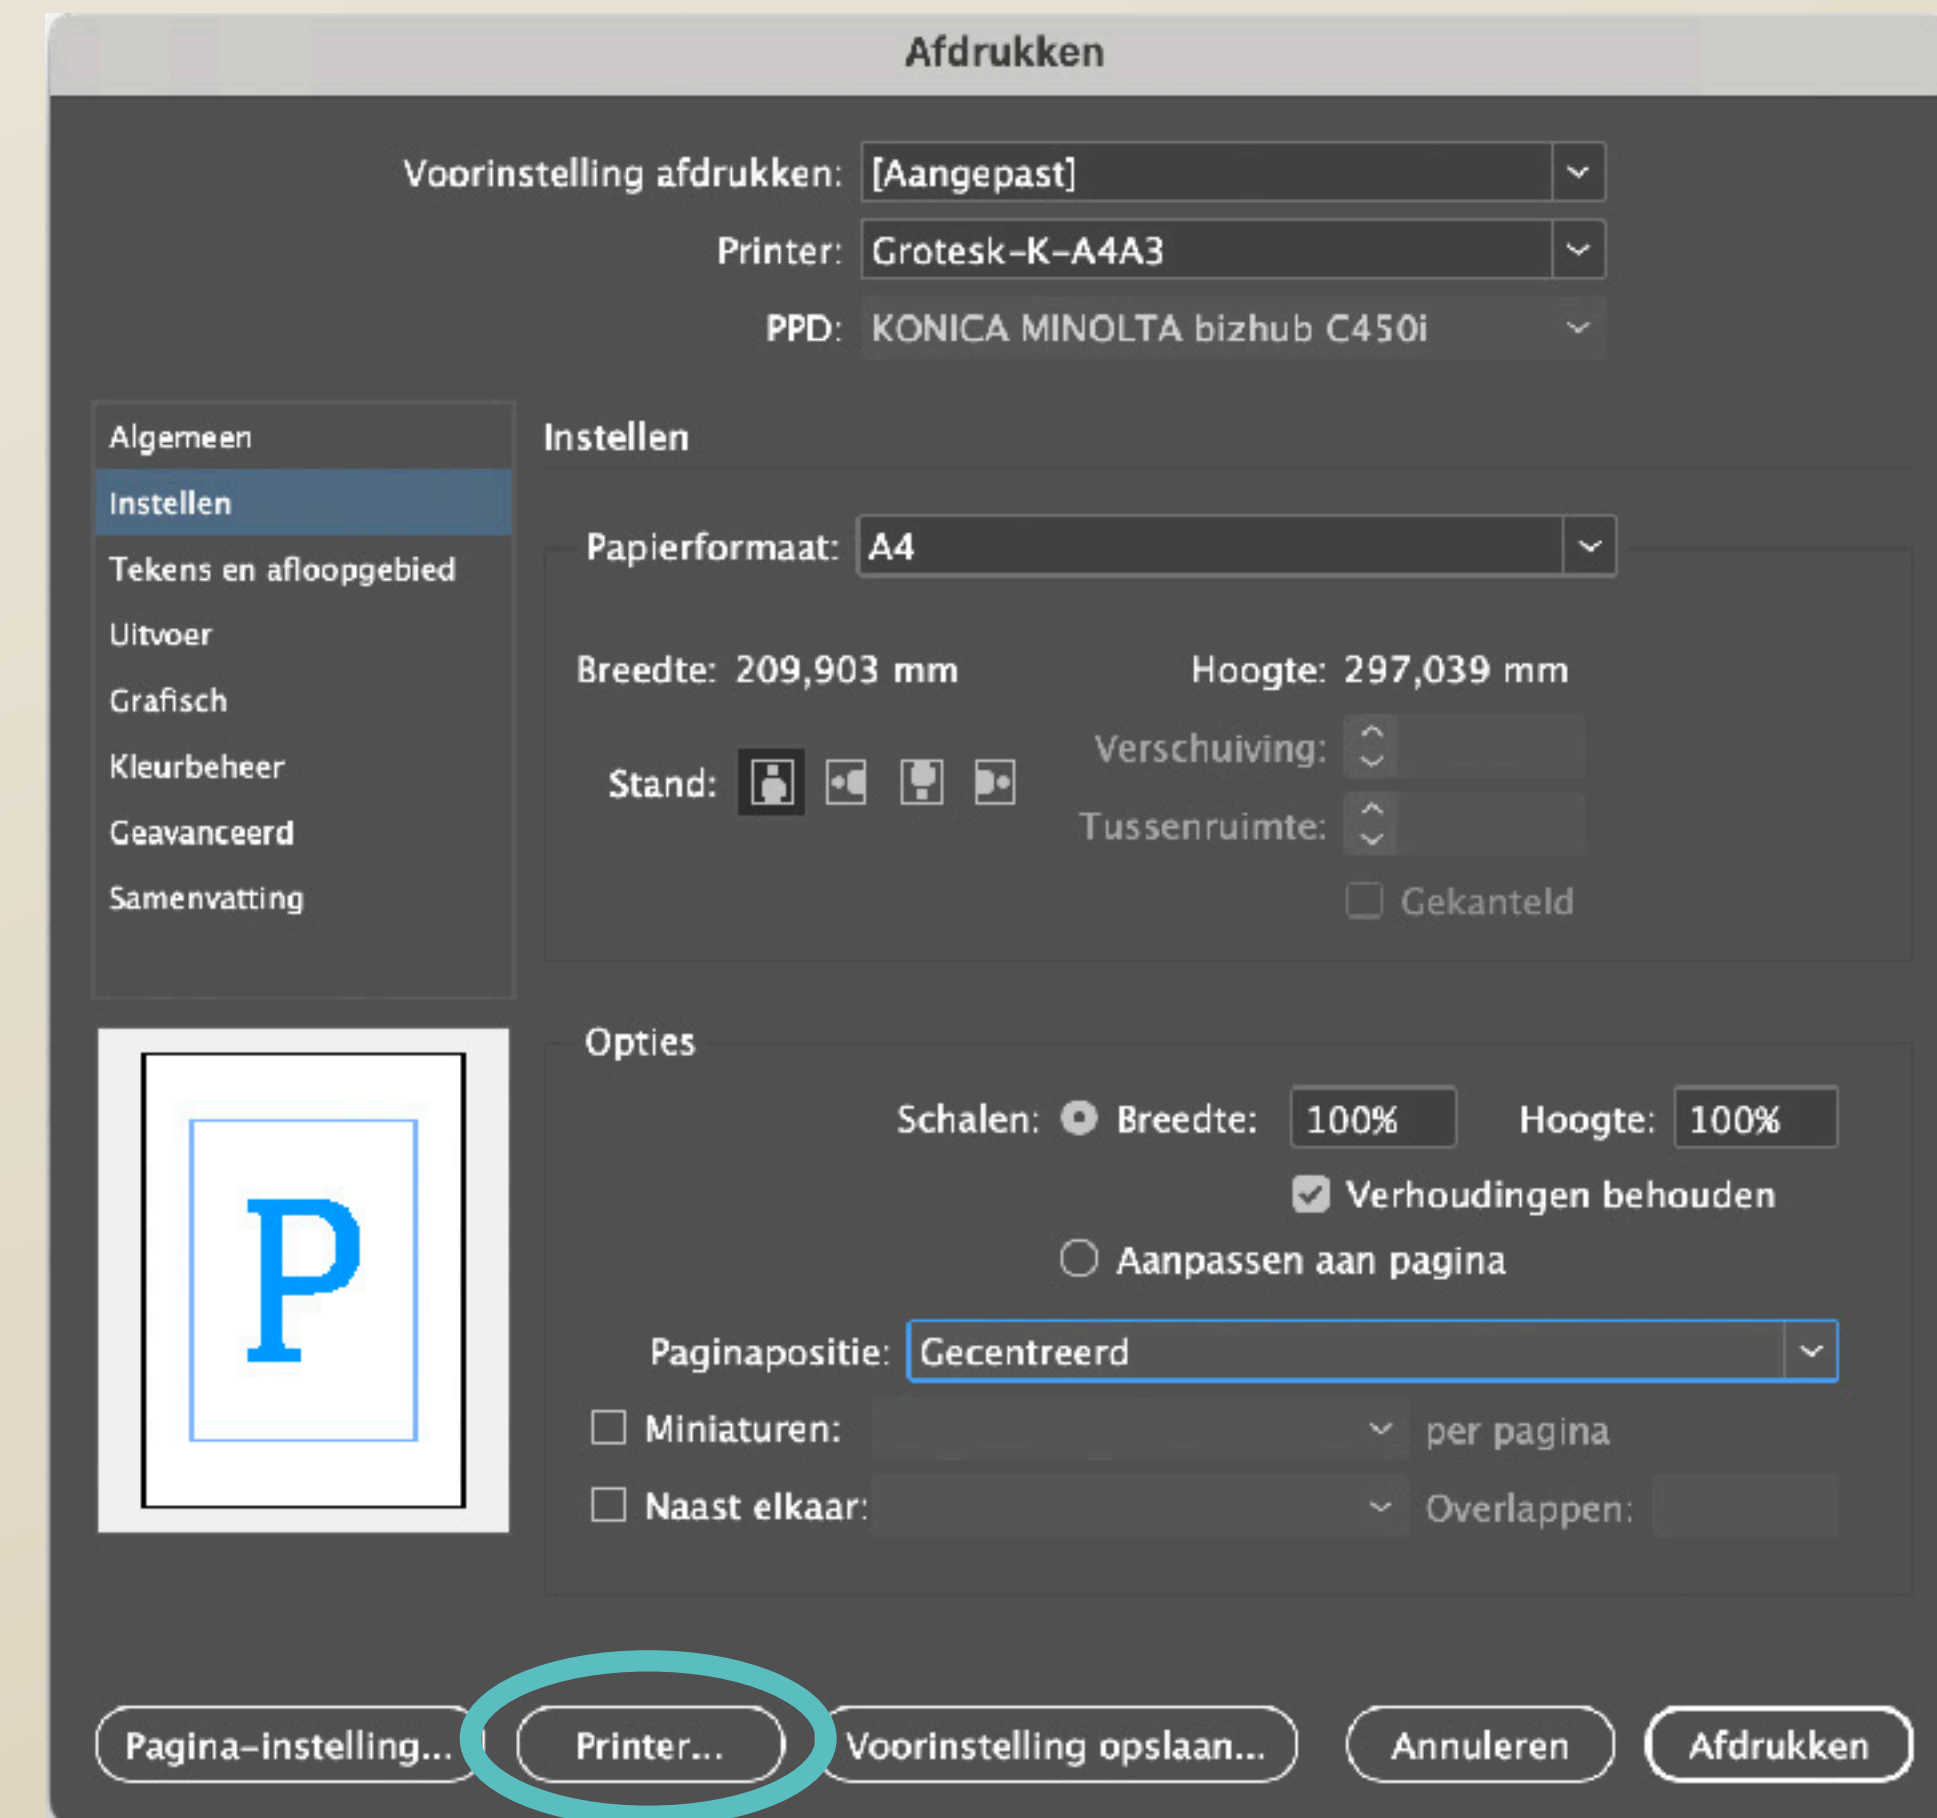 Afdrukken
Voorinstelling afdrukken: [Aangepast]
Printer: Grotesk-K-A4A3
PPD: KONICA MINOLTA bizhub C450i
Algemeen
Instellen
Tekens en afloopgebied
Uitvoer
Grafisch
Kleurbeheer
Geavanceerd
Samenvatting
Instellen
Papierformaat: A4
Breedte: 209,903 mm Hoogte: 297,039 mm
Stand: Verschuiving:
Tussenruimte:
Gekanteld
P
Opties
Schalen: Breedte: 100% Hoogte: 100%
Verhoudingen behouden
Aanpassen aan pagina
Paginapositie: Gecentreerd
Miniaturen: per pagina
Naast elkaar: Overlappen:
Pagina-instelling... Printer... Voorinstelling opslaan... Annuleren Afdrukken